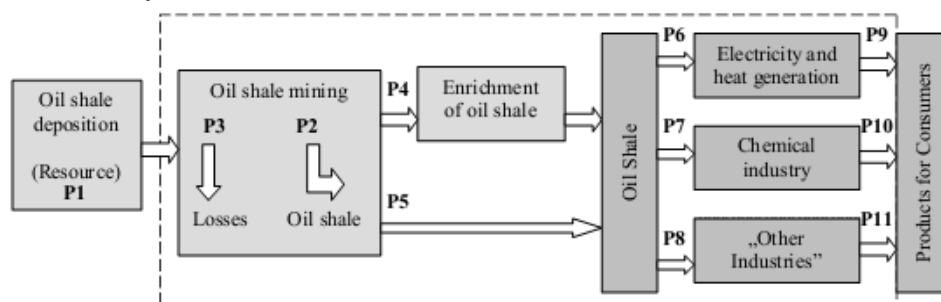 Oil shale
deposition
(Resource)
P1
Oil shale mining
P3
P2
Losses
Oil shale
P4
P5
Enrichment
of oil shale
Oil Shale
P6
P7
P8
Electricity and
heat generation
Chemical
industry
„Other
Industries”
P9
P10
P11
Products for Consumers